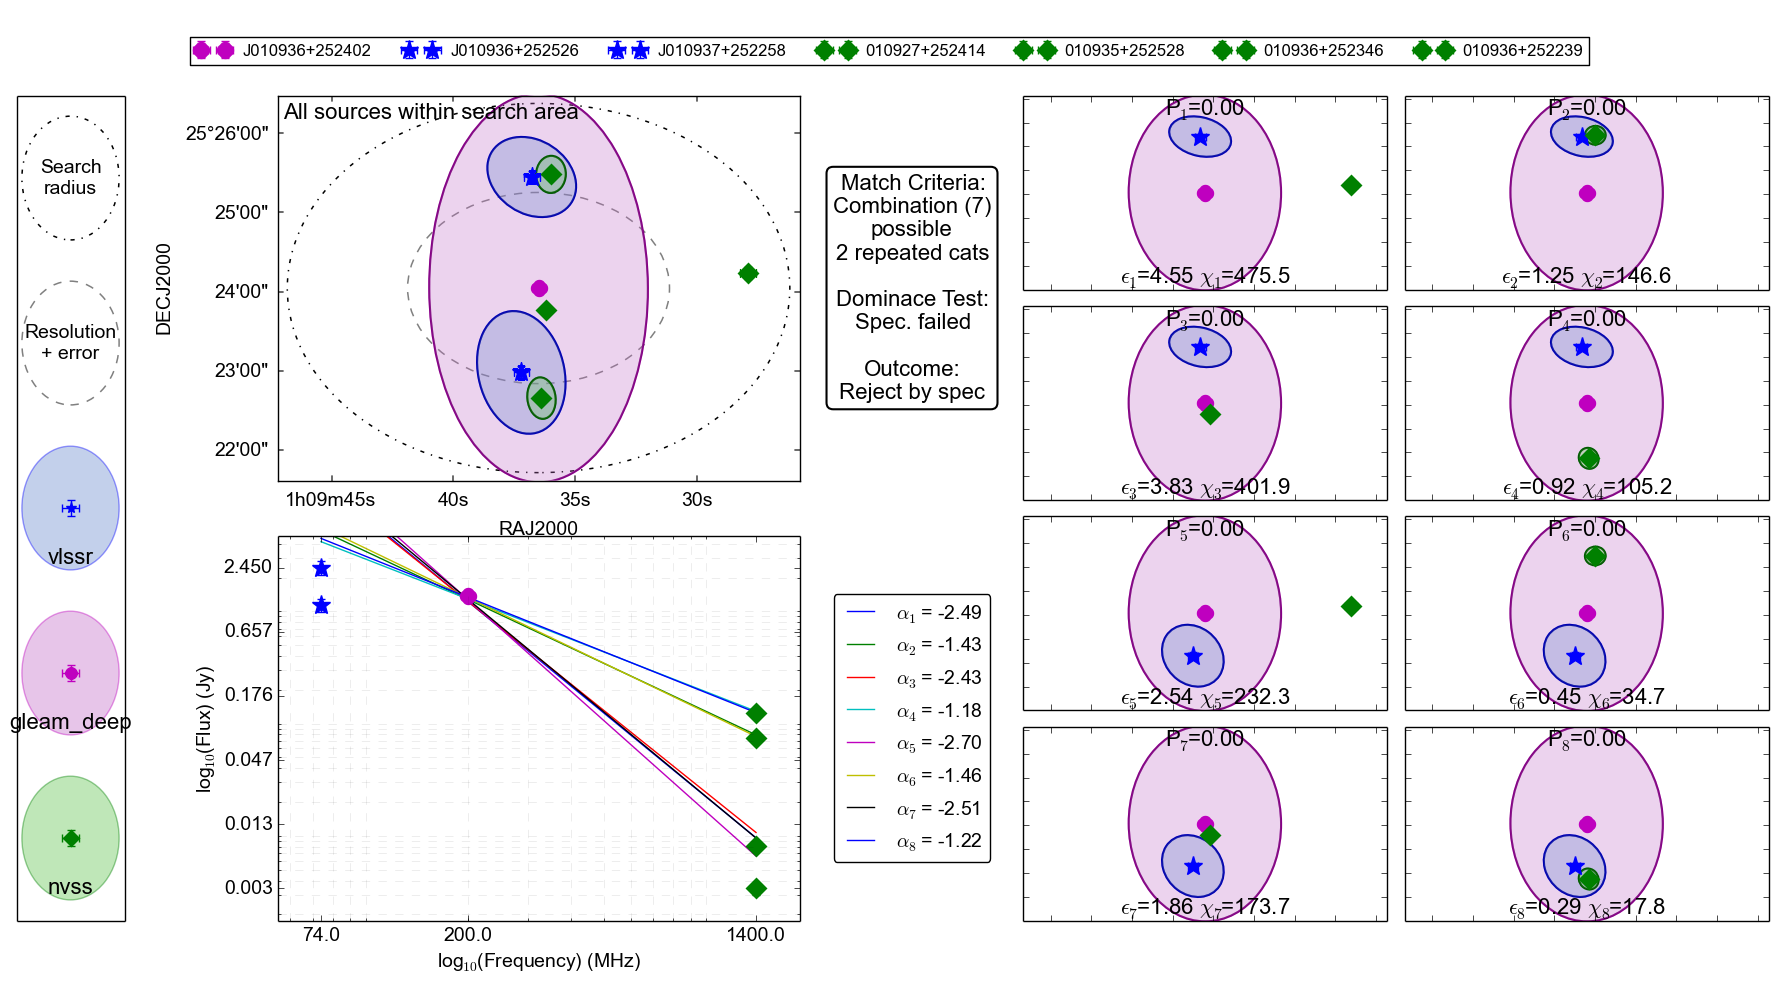 J010936+252402 J010936+252526 J010937+252258 010927+252414 010935+252528 010936+252346 010936+252239
Search
radius
Resolution
+ error
vlssr
gleam_deep
nvss
All sources within search area
25°26'00"
25'00"
24'00"
23'00"
22'00"
DECJ2000
1h09m45s 40s 35s 30s
RAJ2000
Match Criteria:
Combination (7)
possible
2 repeated cats
Dominace Test:
Spec. failed
Outcome:
Reject by spec
2.450
0.657
0.176
0.047
0.013
0.003
log10(Flux) (Jy)
74.0 200.0 1400.0
log10(Frequency) (MHz)
α1 = -2.49
α2 = -1.43
α3 = -2.43
α4 = -1.18
α5 = -2.70
α6 = -1.46
α7 = -2.51
α8 = -1.22
P1=0.00
ϵ1=4.55 χ1=475.5
P2=0.00
ϵ2=1.25 χ2=146.6
P3=0.00
ϵ3=3.83 χ3=401.9
P4=0.00
ϵ4=0.92 χ4=105.2
P5=0.00
ϵ5=2.54 χ5=232.3
P6=0.00
ϵ6=0.45 χ6=34.7
P7=0.00
ϵ7=1.86 χ7=173.7
P8=0.00
ϵ8=0.29 χ8=17.8